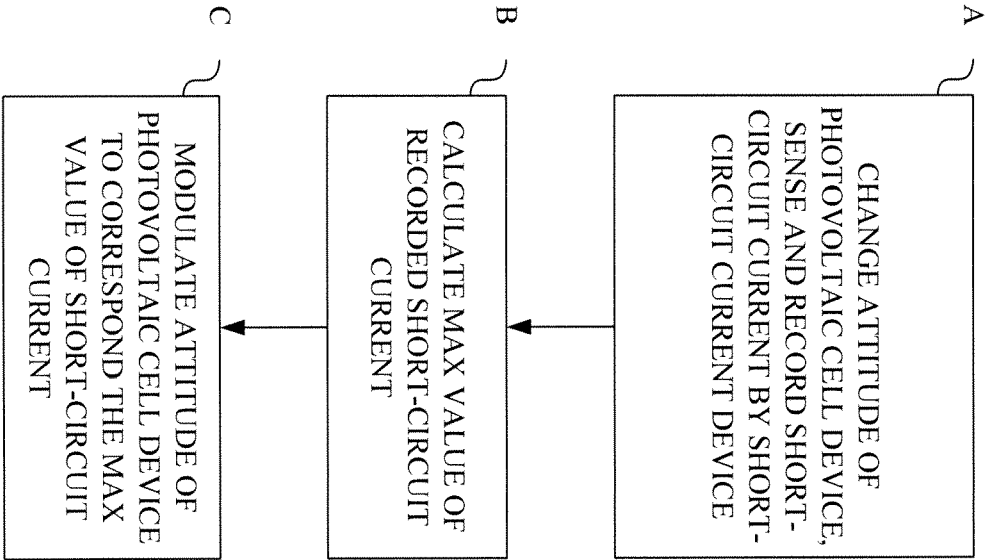 A
CHANGE ATTITUDE OF
PHOTOVOLTAIC CELL DEVICE,
SENSE AND RECORD SHORT-
CIRCUIT CURRENT BY SHORT-
CIRCUIT CURRENT DEVICE
B
CALCULATE MAX VALUE OF
RECORDED SHORT-CIRCUIT
CURRENT
C
MODULATE ATTITUDE OF
PHOTOVOLTAIC CELL DEVICE
TO CORRESPOND THE MAX
VALUE OF SHORT-CIRCUIT
CURRENT